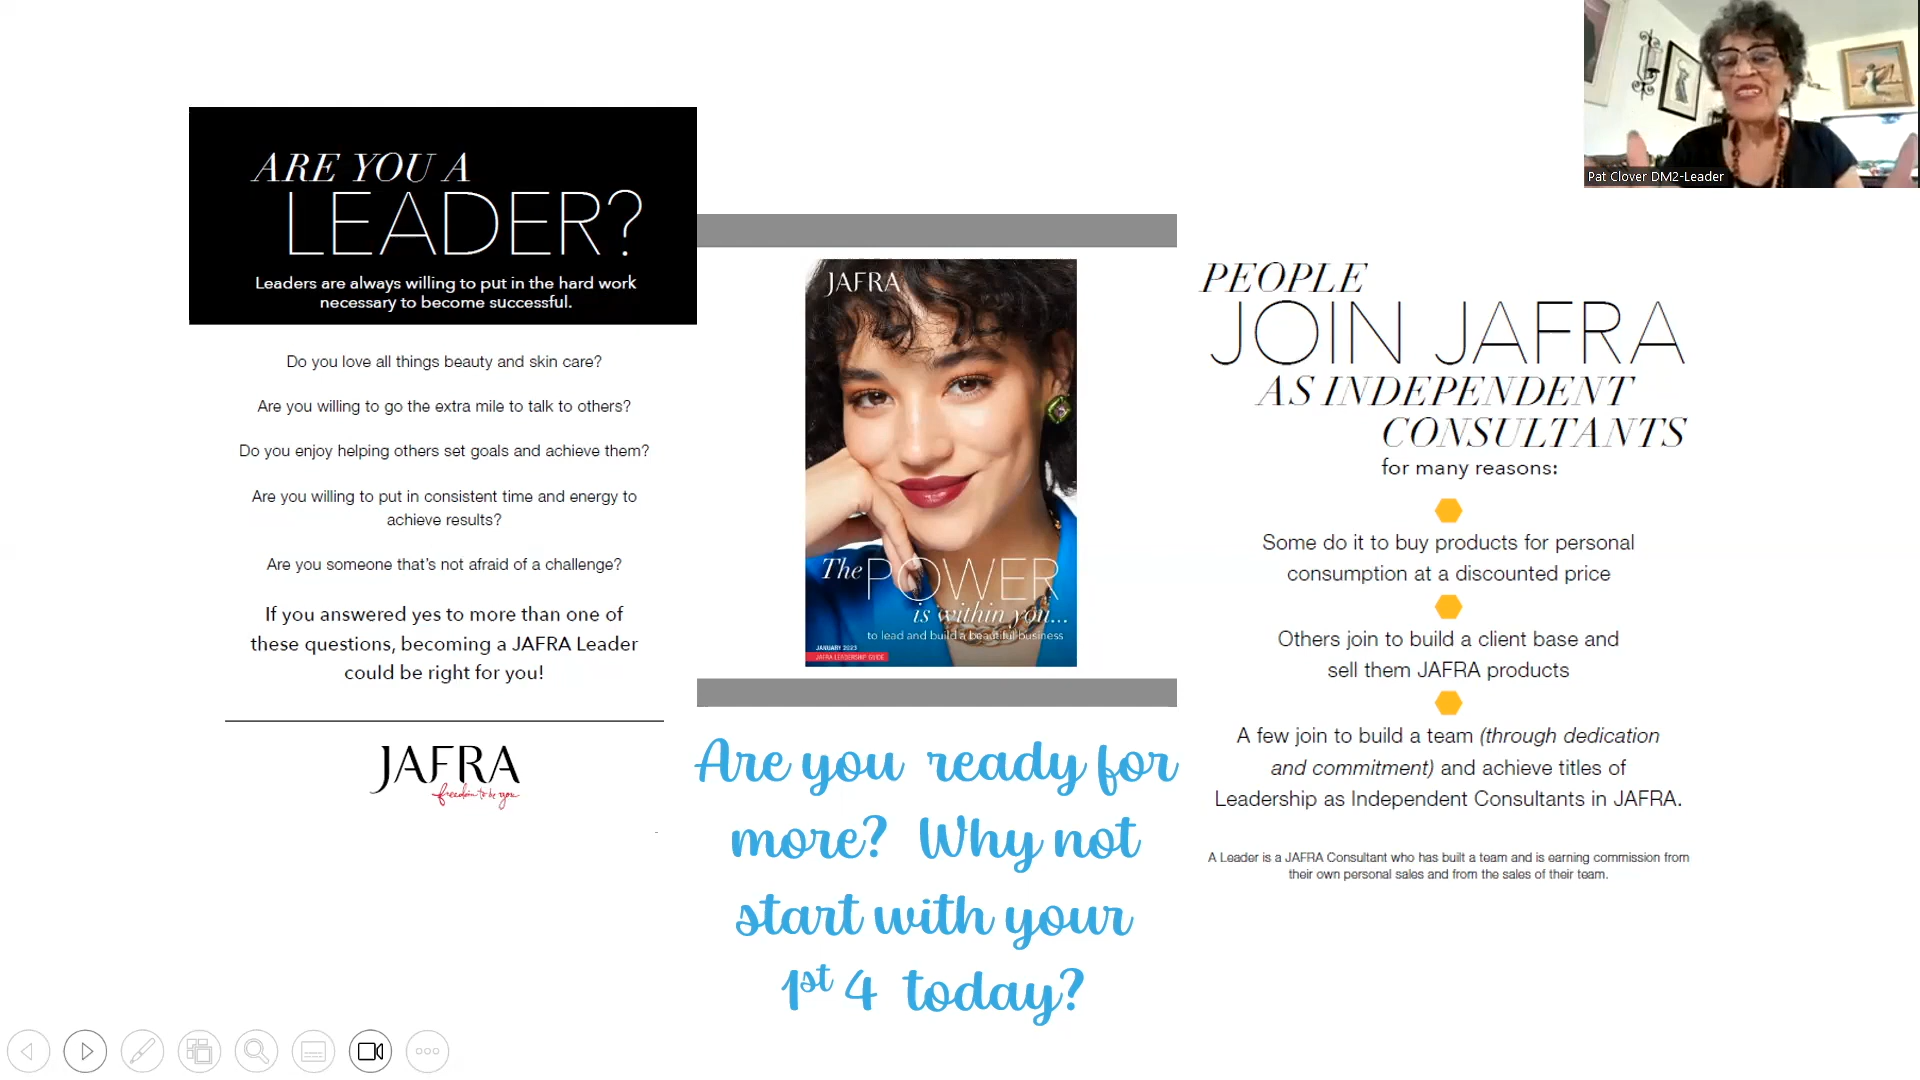 ARE YOU A
LEADER?
Leaders are always willing to put in the hard work
necessary to become successful.
Do you love all things beauty and skin care?
Are you willing to go the extra mile to talk to others?
Do you enjoy helping others set goals and achieve them?
Are you willing to put in consistent time and energy to
achieve results?
Are you someone that's not afraid of a challenge?
If you answered yes to more than one of
these questions, becoming a JAFRA Leader
could be right for you!
JAFRA
freedom to be you
JAFRA
The POWER
is within you...
to lead and build a beautiful business
JANUARY 2023
JAFRA LEADERSHIP GUIDE
Are you ready for
more? Why not
start with your
1st 4 today?
Pat Clover DM2-Leader
PEOPLE
JOIN JAFRA
AS INDEPENDENT
CONSULTANTS
for many reasons:
Some do it to buy products for personal
consumption at a discounted price
Others join to build a client base and
sell them JAFRA products
A few join to build a team (through dedication
and commitment) and achieve titles of
Leadership as Independent Consultants in JAFRA.
A Leader is a JAFRA Consultant who has built a team and is earning commission from
their own personal sales and from the sales of their team.